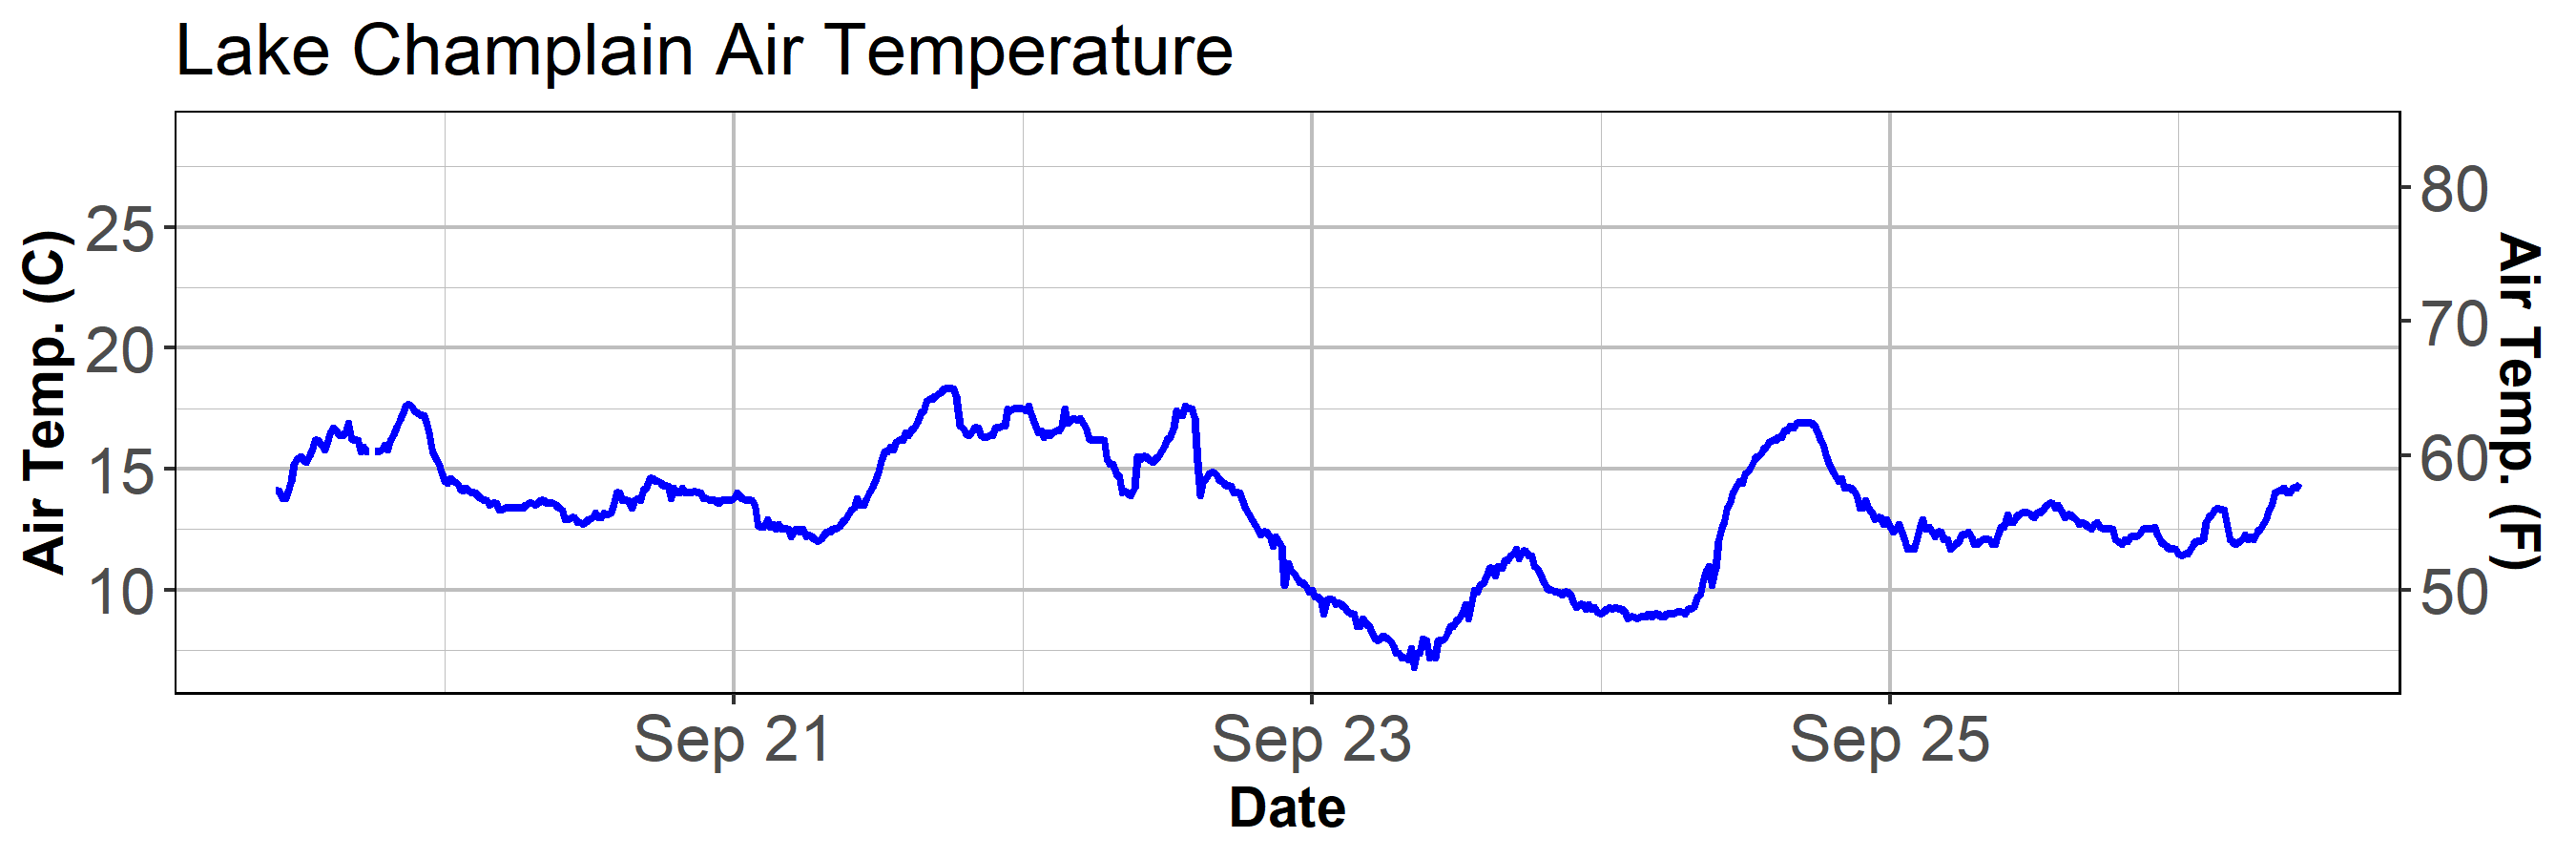 Lake Champlain Air Temperature
Air Temp. (C)
25
20
15
10
80
70
60
50
Air Temp. (F)
Sep 21
Sep 23
Sep 25
Date